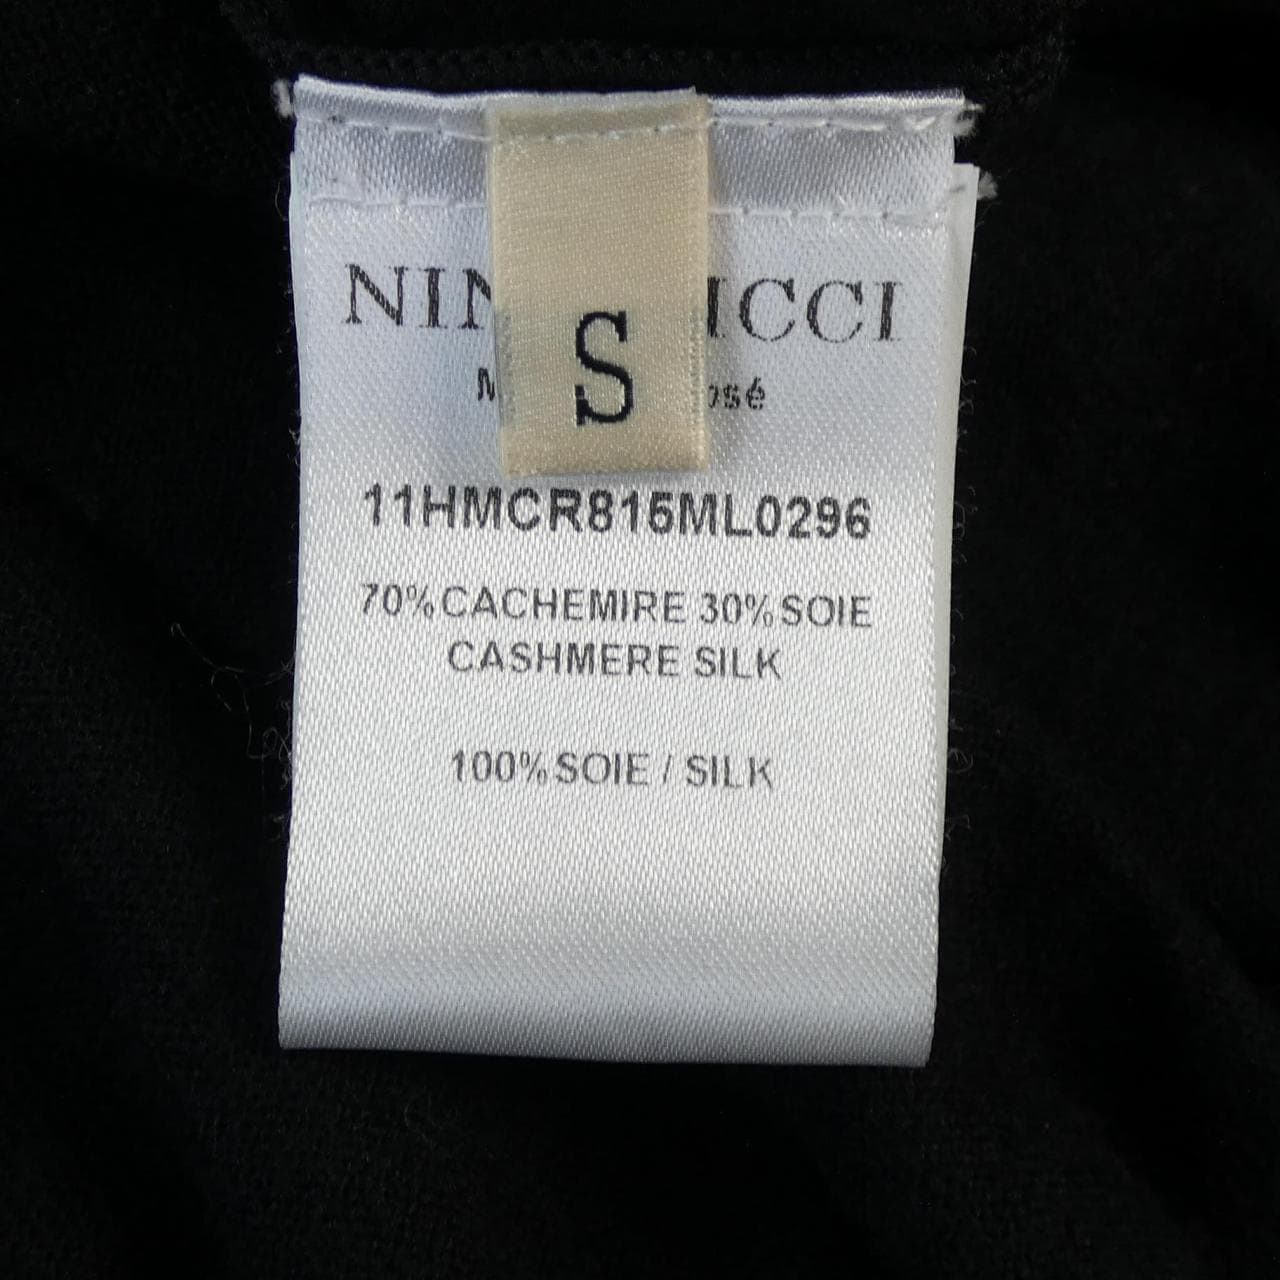 S
11HMCR815ML0296
70% CACHEMIRE 30% SOIE
CASHMERE SILK
100% SOIE / SILK